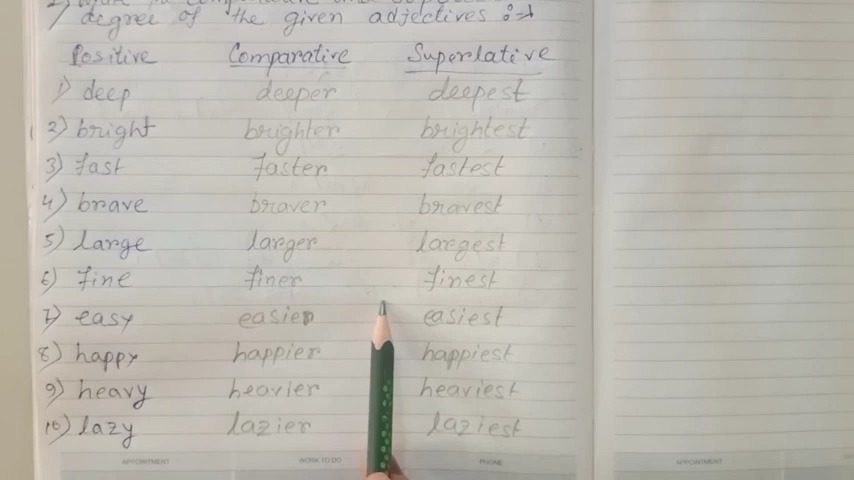 degree of the given adjectives :-
Positive Comparative Superlative
1) deep deeper deepest
2) bright brighter brightest
3) fast faster fastest
4) brave braver bravest
5) large larger largest
6) fine finer finest
7) easy easier easiest
8) happy happier happiest
9) heavy heavier heaviest
10) lazy lazier laziest
APPOINTMENT WORK TO DO PHONE APPOINTMENT